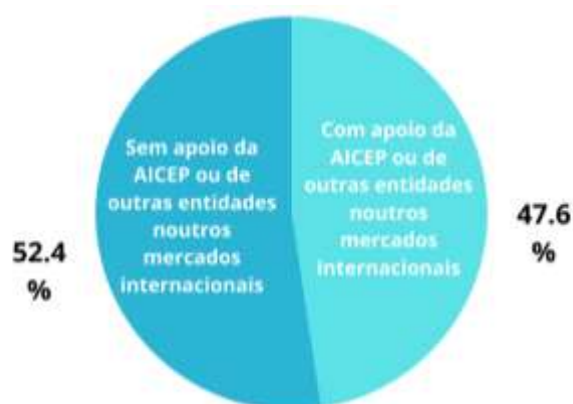 Sem apoio da
AICEP ou de
outras entidades
noutros
mercados
internacionais
52.4
%
Com apoio da
AICEP ou de
outras entidades
noutros
mercados
internacionais
47.6
%